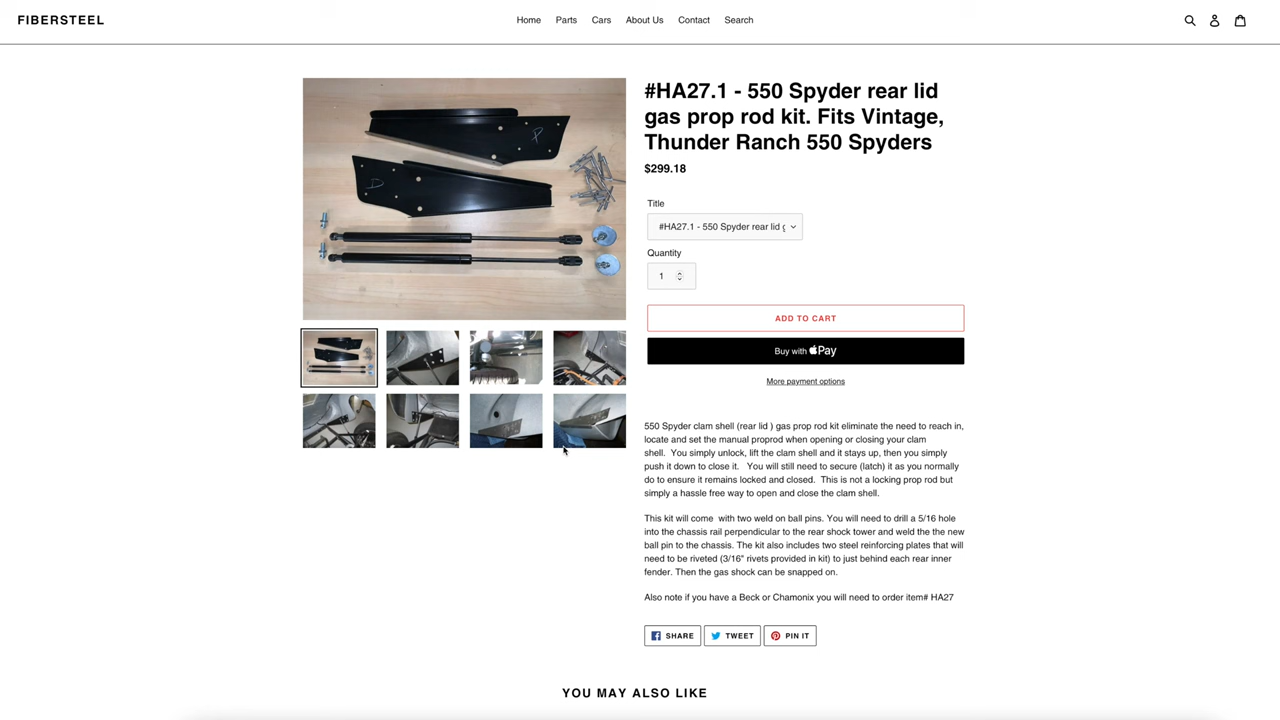 FIBERSTEEL
Home Parts Cars About Us Contact Search
#HA27.1 - 550 Spyder rear lid
gas prop rod kit. Fits Vintage,
Thunder Ranch 550 Spyders
$299.18
Title
#HA27.1 - 550 Spyder rear lid g
Quantity
1
ADD TO CART
Buy with Pay
More payment options
550 Spyder clam shell (rear lid ) gas prop rod kit eliminate the need to reach in,
locate and set the manual proprod when opening or closing your clam
shell. You simply unlock, lift the clam shell and it stays up, then you simply
push it down to close it. You will still need to secure (latch) it as you normally
do to ensure it remains locked and closed. This is not a locking prop rod but
simply a hassle free way to open and close the clam shell.
This kit will come with two weld on ball pins. You will need to drill a 5/16 hole
into the chassis rail perpendicular to the rear shock tower and weld the the new
ball pin to the chassis. The kit also includes two steel reinforcing plates that will
need to be riveted (3/16" rivets provided in kit) to just behind each rear inner
fender. Then the gas shock can be snapped on.
Also note if you have a Beck or Chamonix you will need to order item# HA27
SHARE TWEET PIN IT
YOU MAY ALSO LIKE
P
D